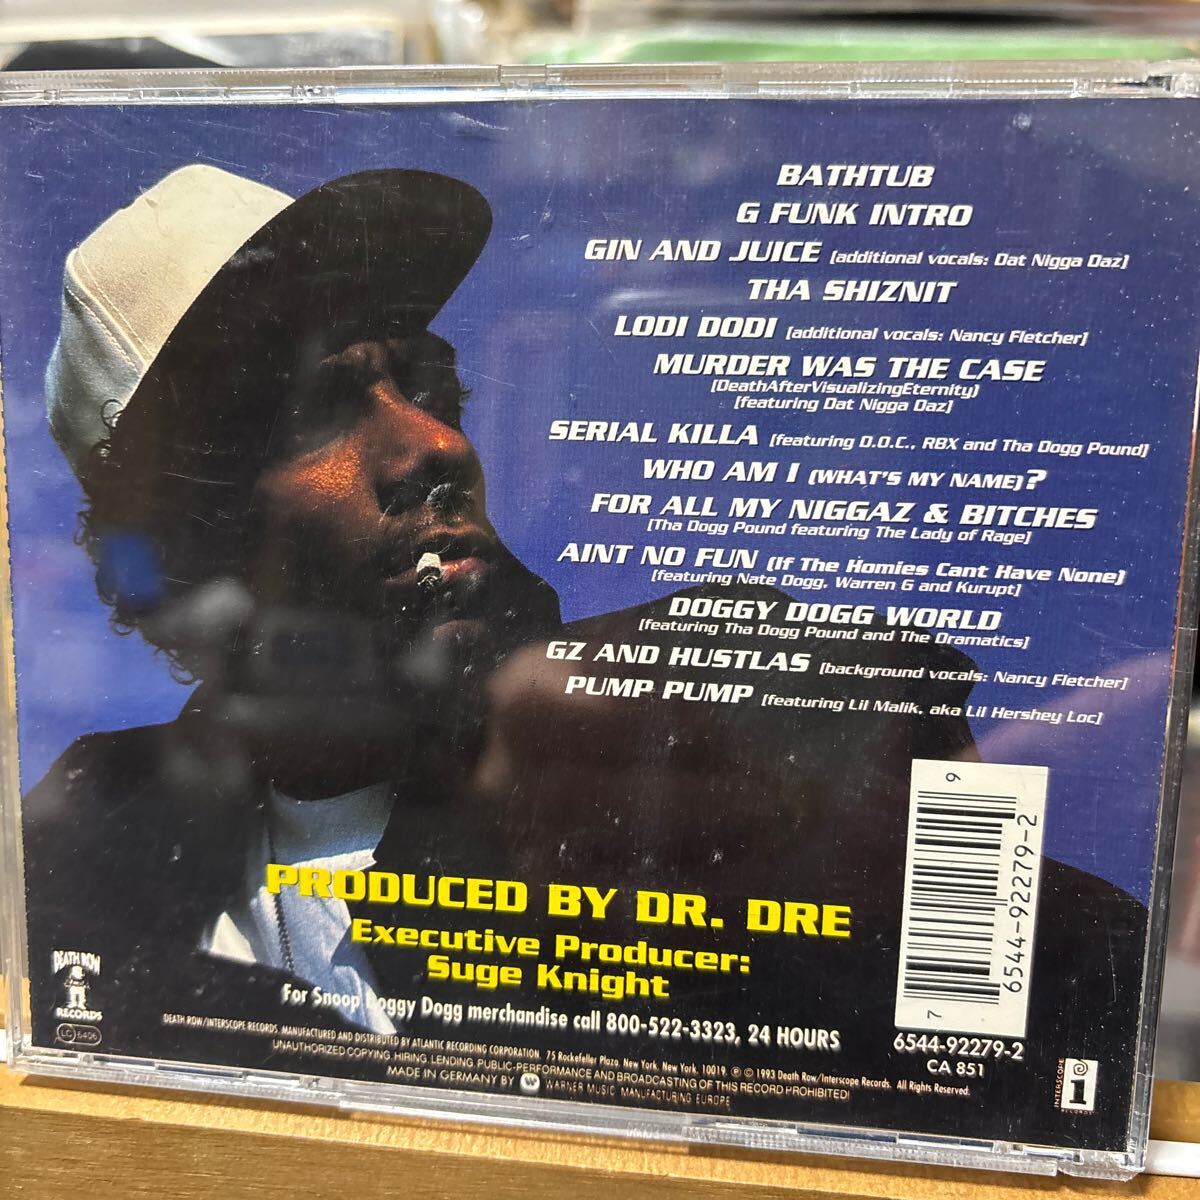 BATHTUB
G FUNK INTRO
GIN AND JUICE [additional vocals: Dat Nigga Daz]
THA SHIZNIT
LODI DODI [additional vocals: Nancy Fletcher]
MURDER WAS THE CASE
(DeathAfterVisualizingEternity)
[featuring Dat Nigga Daz]
SERIAL KILLA [featuring D.O.C., RBX and Tha Dogg Pound]
WHO AM I (WHAT'S MY NAME)?
FOR ALL MY NIGGAZ & BITCHES
[Tha Dogg Pound featuring The Lady of Rage]
AINT NO FUN (If The Homies Cant Have None)
[featuring Nate Dogg, Warren G and Kurupt]
DOGGY DOGG WORLD
[featuring Tha Dogg Pound and The Dramatics]
GZ AND HUSTLAS [background vocals: Nancy Fletcher]
PUMP PUMP [featuring Lil Malik, aka Lil Hershey Loc]
PRODUCED BY DR. DRE
Executive Producer:
Suge Knight
For Snoop Doggy Dogg merchandise call 800-522-3323, 24 HOURS
DEATH ROW
RECORDS
LC 6406
DEATH ROW/INTERSCOPE RECORDS. MANUFACTURED AND DISTRIBUTED BY ATLANTIC RECORDING CORPORATION, 75 Rockefeller Plaza, New York, New York, 10019. ℗ © 1993 Death Row/Interscope Records. All Rights Reserved.
UNAUTHORIZED COPYING, HIRING, LENDING, PUBLIC-PERFORMANCE AND BROADCASTING OF THIS RECORD PROHIBITED!
MADE IN GERMANY BY WARNER MUSIC MANUFACTURING EUROPE
7 6544-92279-2 9
6544-92279-2
CA 851
INTERSCOPE
RECORDS
i